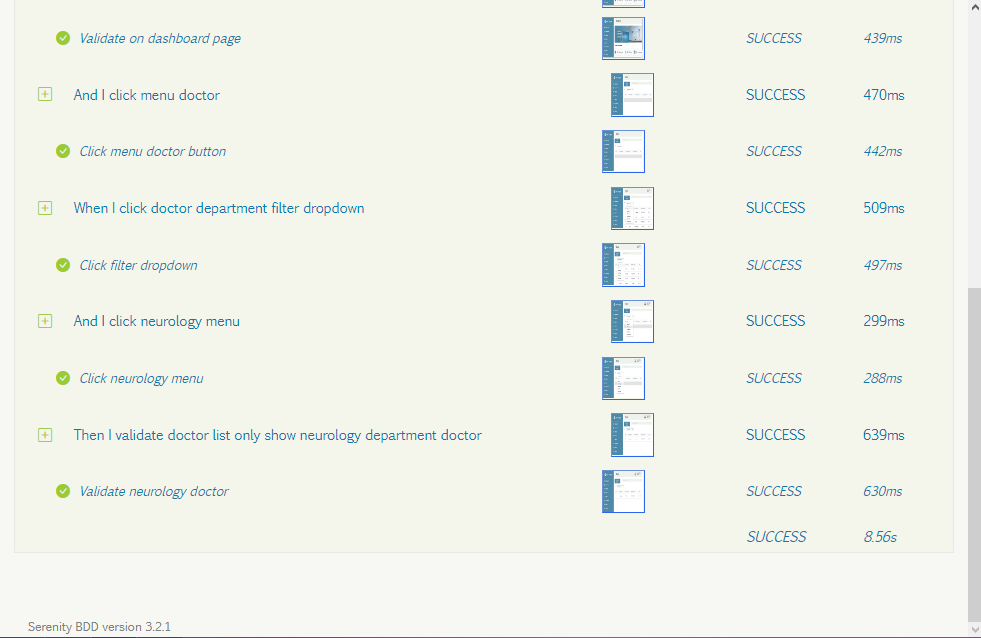 Validate on dashboard page SUCCESS 439ms
And I click menu doctor SUCCESS 470ms
Click menu doctor button SUCCESS 442ms
When I click doctor department filter dropdown SUCCESS 509ms
Click filter dropdown SUCCESS 497ms
And I click neurology menu SUCCESS 299ms
Click neurology menu SUCCESS 288ms
Then I validate doctor list only show neurology department doctor SUCCESS 639ms
Validate neurology doctor SUCCESS 630ms
SUCCESS 8.56s
Serenity BDD version 3.2.1